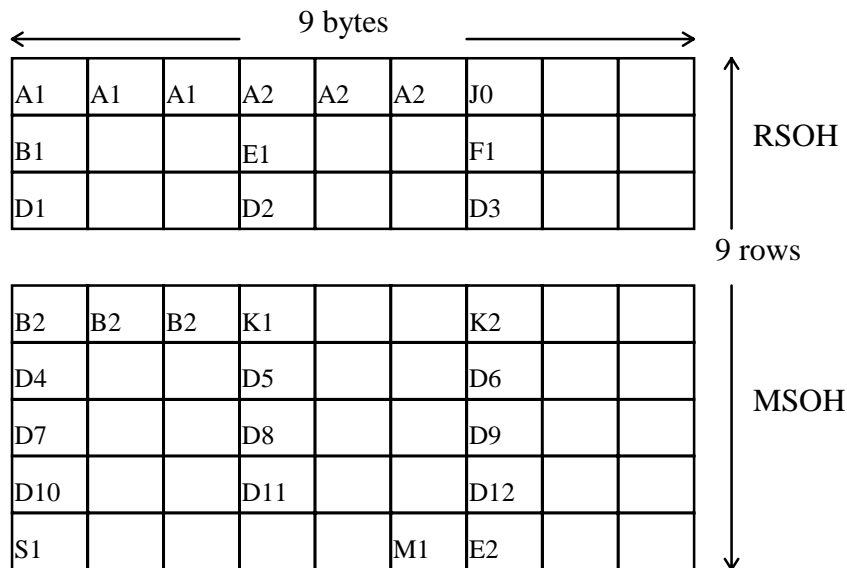 9 bytes
A1 A1 A1 A2 A2 A2 J0
RSOH
B1 E1 F1
D1 D2 D3
9 rows
B2 B2 B2 K1 K2
D4 D5 D6
MSOH
D7 D8 D9
D10 D11 D12
S1 M1 E2